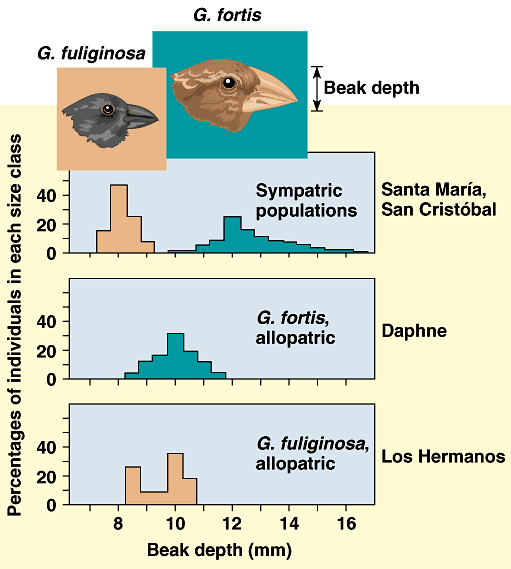 G. fortis
G. fuliginosa
Beak depth
Percentages of individuals in each size class
40
20
0
Sympatric
populations
Santa María,
San Cristóbal
40
20
0
G. fortis,
allopatric
Daphne
40
20
0
G. fuliginosa,
allopatric
Los Hermanos
8 10 12 14 16
Beak depth (mm)